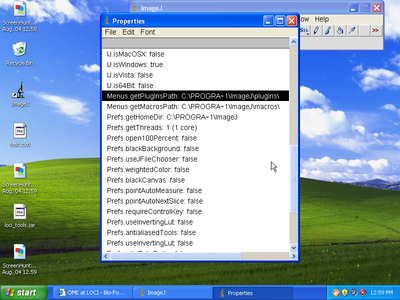 ImageJ
Properties
File Edit Font
ow Help
IJ.isMacOSX: false
IJ.isWindows: true
IJ.isVista: false
IJ.is64Bit: false
Menus.getPlugInsPath: C:\PROGRA~1\ImageJ\plugins\
Menus.getMacrosPath: C:\PROGRA~1\ImageJ\macros\
Prefs.getHomeDir: C:\PROGRA~1\ImageJ
Prefs.getThreads: 1 (1 core)
Prefs.open100Percent: false
Prefs.blackBackground: false
Prefs.useJFileChooser: false
Prefs.weightedColor: false
Prefs.blackCanvas: false
Prefs.pointAutoMeasure: false
Prefs.pointAutoNextSlice: false
Prefs.requireControlKey: false
Prefs.useInvertingLut: false
Prefs.antialiasedTools: false
Prefs.useInvertingLut: false
ScreenHunt...
Aug. 04 12:58
Recycle Bin
ImageJ
ScreenHunt...
Aug. 04 12:59
loci_tools.jar
ScreenHunt...
Aug. 04 12:59
start
OME at LOCI - Bio-Fo...
ImageJ
Properties
12:59 PM